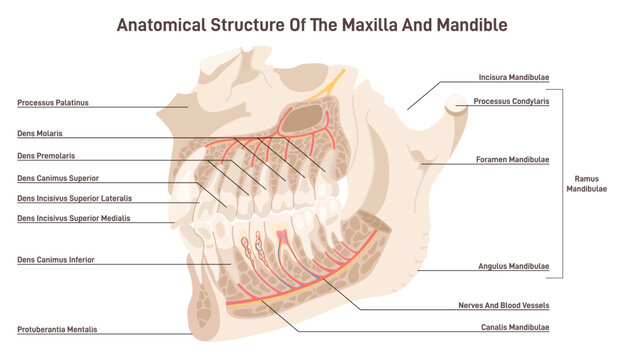 Anatomical Structure Of The Maxilla And Mandible
Processus Palatinus
Dens Molaris
Dens Premolaris
Dens Canimus Superior
Dens Incisivus Superior Lateralis
Dens Incisivus Superior Medialis
Dens Canimus Inferior
Protuberantia Mentalis
Incisura Mandibulae
Processus Condylaris
Foramen Mandibulae
Ramus
Mandibulae
Angulus Mandibulae
Nerves And Blood Vessels
Canalis Mandibulae